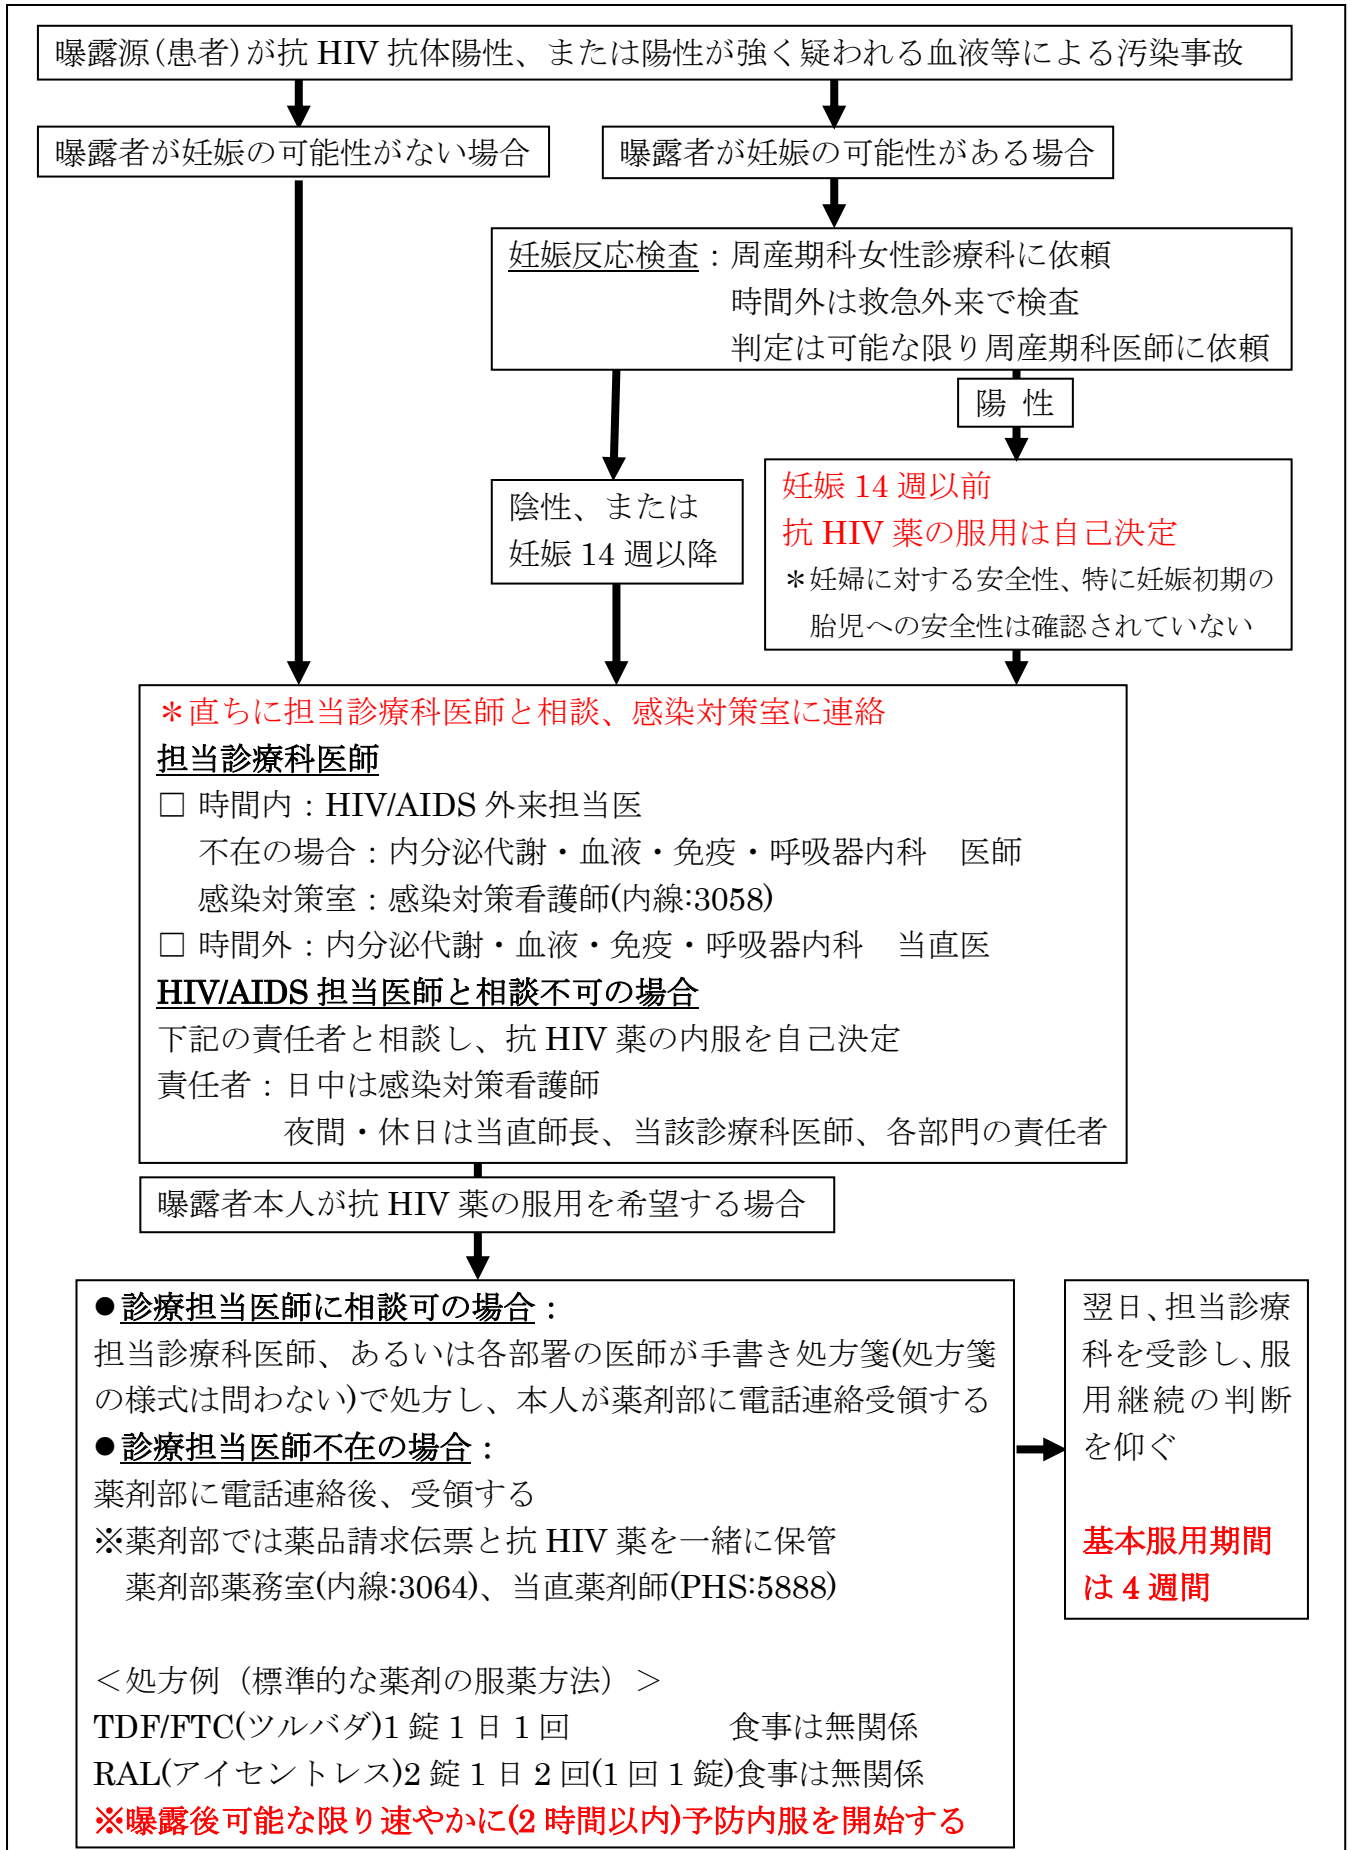 曝露源(患者)が抗 HIV 抗体陽性、または陽性が強く疑われる血液等による汚染事故
曝露者が妊娠の可能性がない場合
曝露者が妊娠の可能性がある場合
妊娠反応検査：周産期科女性診療科に依頼
時間外は救急外来で検査
判定は可能な限り周産期科医師に依頼
陽 性
陰性、または
妊娠 14 週以降
妊娠 14 週以前
抗 HIV 薬の服用は自己決定
＊妊婦に対する安全性、特に妊娠初期の
胎児への安全性は確認されていない
＊直ちに担当診療科医師と相談、感染対策室に連絡
担当診療科医師
□ 時間内：HIV/AIDS 外来担当医
不在の場合：内分泌代謝・血液・免疫・呼吸器内科　医師
感染対策室：感染対策看護師(内線:3058)
□ 時間外：内分泌代謝・血液・免疫・呼吸器内科　当直医
HIV/AIDS 担当医師と相談不可の場合
下記の責任者と相談し、抗 HIV 薬の内服を自己決定
責任者：日中は感染対策看護師
夜間・休日は当直師長、当該診療科医師、各部門の責任者
曝露者本人が抗 HIV 薬の服用を希望する場合
●診療担当医師に相談可の場合：
担当診療科医師、あるいは各部署の医師が手書き処方箋(処方箋
の様式は問わない)で処方し、本人が薬剤部に電話連絡受領する
●診療担当医師不在の場合：
薬剤部に電話連絡後、受領する
※薬剤部では薬品請求伝票と抗 HIV 薬を一緒に保管
薬剤部薬務室(内線:3064)、当直薬剤師(PHS:5888)
＜処方例（標準的な薬剤の服薬方法）＞
TDF/FTC(ツルバダ)1 錠 1 日 1 回　　　　　食事は無関係
RAL(アイセントレス)2 錠 1 日 2 回(1 回 1 錠)食事は無関係
※曝露後可能な限り速やかに(2 時間以内)予防内服を開始する
翌日、担当診療
科を受診し、服
用継続の判断
を仰ぐ
基本服用期間
は 4 週間